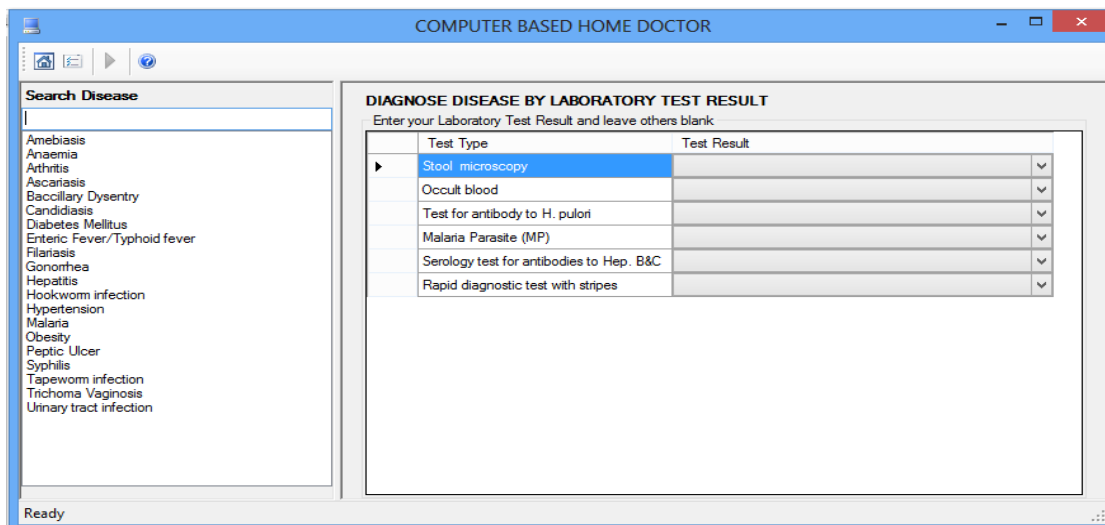 COMPUTER BASED HOME DOCTOR
Search Disease
Amebiasis
Anaemia
Arthritis
Ascariasis
Baccillary Dysentry
Candidiasis
Diabetes Mellitus
Enteric Fever/Typhoid fever
Filariasis
Gonorrhea
Hepatitis
Hookworm infection
Hypertension
Malaria
Obesity
Peptic Ulcer
Syphilis
Tapeworm infection
Trichoma Vaginosis
Urinary tract infection
DIAGNOSE DISEASE BY LABORATORY TEST RESULT
Enter your Laboratory Test Result and leave others blank
Test Type Test Result
Stool microscopy
Occult blood
Test for antibody to H. pulori
Malaria Parasite (MP)
Serology test for antibodies to Hep. B&C
Rapid diagnostic test with stripes
Ready